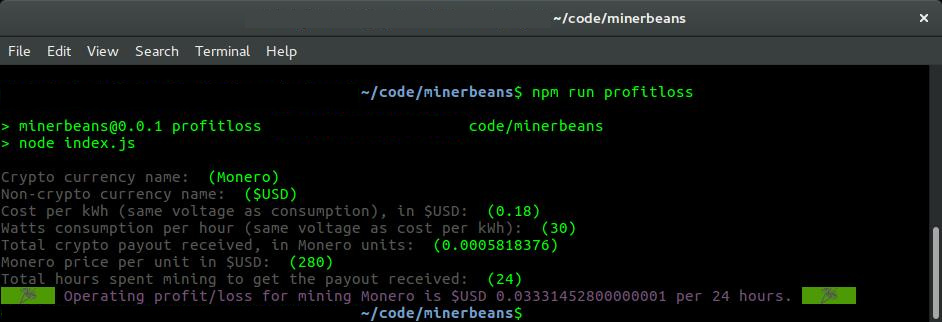 ~/code/minerbeans
File Edit View Search Terminal Help
~/code/minerbeans$ npm run profitloss
> minerbeans@0.0.1 profitloss code/minerbeans
> node index.js
Crypto currency name: (Monero)
Non-crypto currency name: ($USD)
Cost per kWh (same voltage as consumption), in $USD: (0.18)
Watts consumption per hour (same voltage as cost per kWh): (30)
Total crypto payout received, in Monero units: (0.0005818376)
Monero price per unit in $USD: (280)
Total hours spent mining to get the payout received: (24)
Operating profit/loss for mining Monero is $USD 0.03331452800000001 per 24 hours.
~/code/minerbeans$